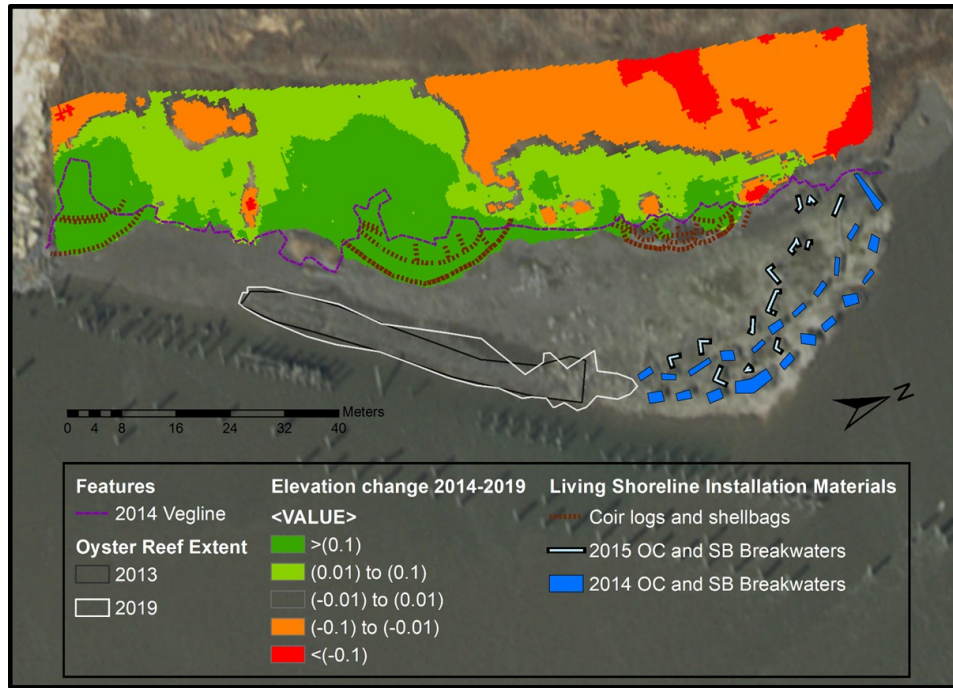 N
Meters
0 4 8 16 24 32 40
Features
2014 Vegline
Oyster Reef Extent
2013
2019
Elevation change 2014-2019
<VALUE>
>(0.1)
(0.01) to (0.1)
(-0.01) to (0.01)
(-0.1) to (-0.01)
<(-0.1)
Living Shoreline Installation Materials
Coir logs and shellbags
2015 OC and SB Breakwaters
2014 OC and SB Breakwaters